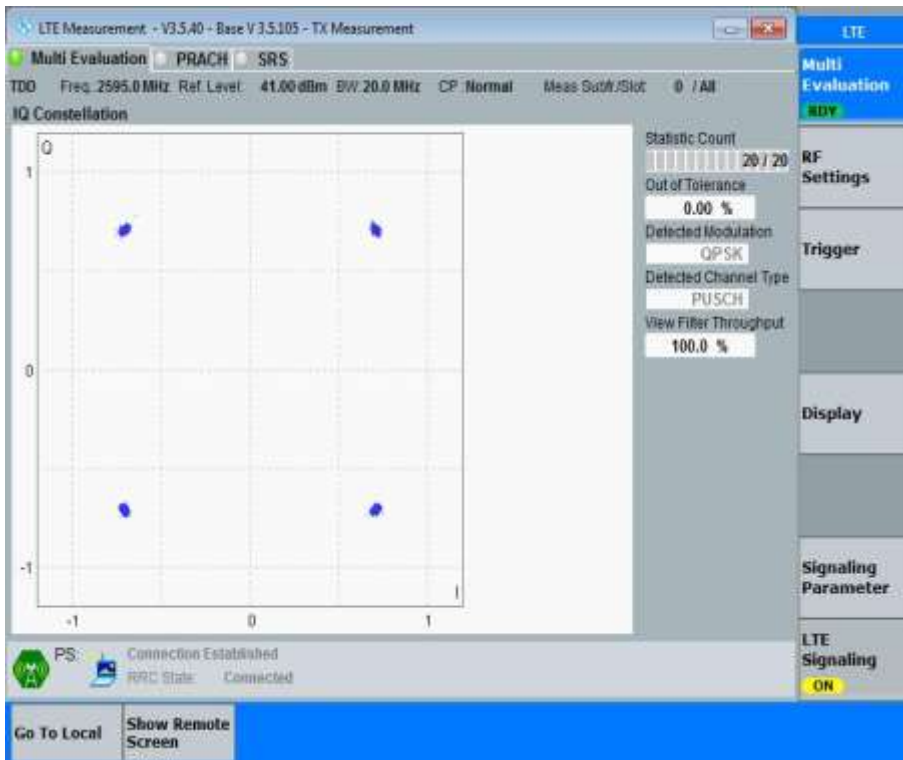 LTE Measurement - V3.5.40 - Base V 3.5.105 - TX Measurement
LTE
Multi Evaluation PRACH SRS
Multi Evaluation
RDY
TDD Freq.:2595.0 MHz Ref. Level: 41.00 dBm BW: 20.0 MHz CP: Normal Meas Subfr./Slot: 0 / All
IQ Constellation
Q
1
0
-1
-1 0 1
I
Statistic Count
20 / 20
Out of Tolerance
0.00 %
Detected Modulation
QPSK
Detected Channel Type
PUSCH
View Filter Throughput
100.0 %
RF Settings
Trigger
Display
Signaling Parameter
LTE Signaling
ON
PS:
Connection Established
RRC State: Connected
Go To Local
Show Remote Screen